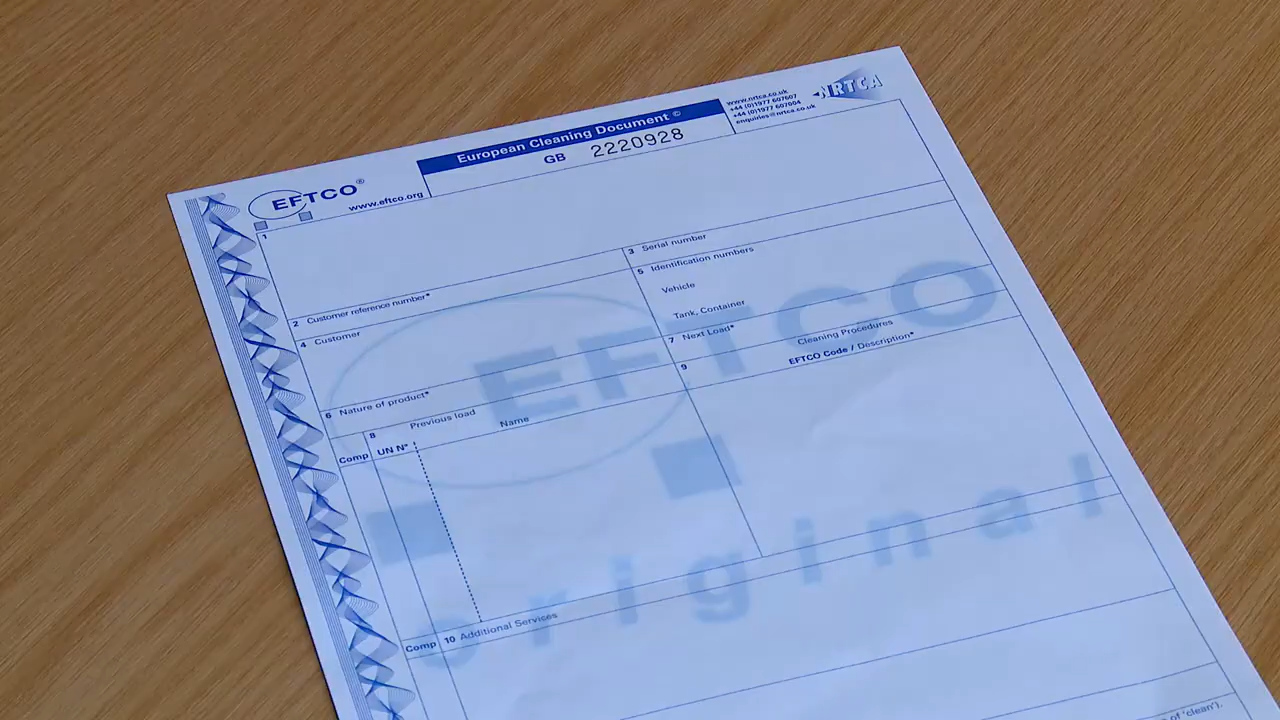 EFTCO®
www.eftco.org
European Cleaning Document ©
GB 2220928
www.nrtca.co.uk
+44 (0)1977 607607
+44 (0)1977 607004
enquiries@nrtca.co.uk
NRTCA
1
2 Customer reference number*
3 Serial number
4 Customer
5 Identification numbers
Vehicle
Tank, Container
6 Nature of product*
7 Next Load*
Comp
8 Previous load
UN N° Name
9 Cleaning Procedures
EFTCO Code / Description*
Comp 10 Additional Services
EFTCO
original
of 'clean').